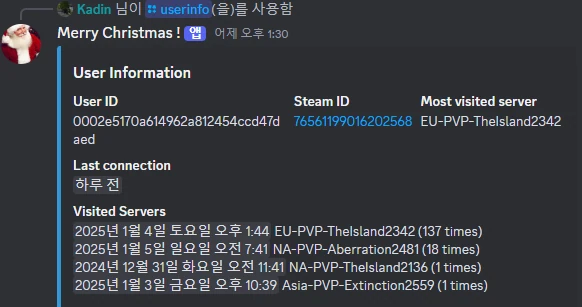 Kadin 님이 userinfo(을)를 사용함
Merry Christmas ! 앱 어제 오후 1:30
User Information
User ID Steam ID Most visited server
0002e5170a614962a812454ccd47d 76561199016202568 EU-PVP-TheIsland2342
aed
Last connection
하루 전
Visited Servers
2025년 1월 4일 토요일 오후 1:44 EU-PVP-TheIsland2342 (137 times)
2025년 1월 5일 일요일 오전 7:41 NA-PVP-Aberration2481 (18 times)
2024년 12월 31일 화요일 오전 11:41 NA-PVP-TheIsland2136 (1 times)
2025년 1월 3일 금요일 오후 10:39 Asia-PVP-Extinction2559 (1 times)